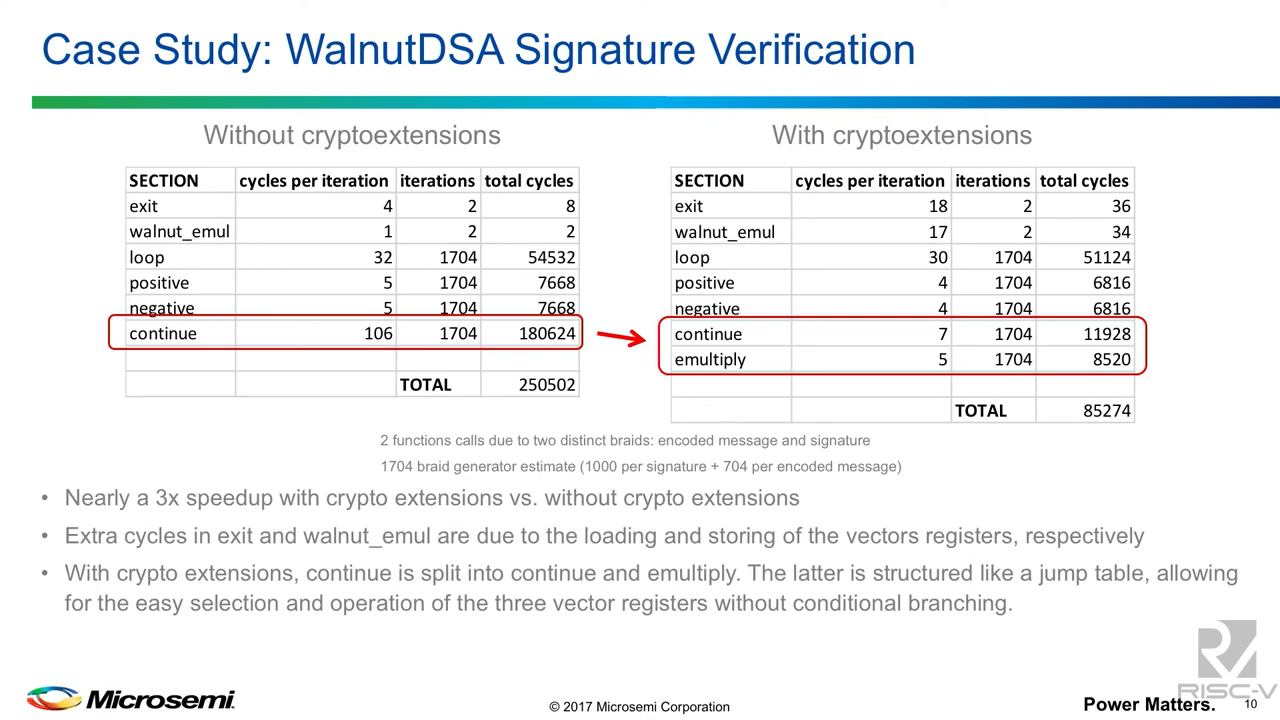 Case Study: WalnutDSA Signature Verification
Without cryptoextensions
SECTION cycles per iteration iterations total cycles
exit 4 2 8
walnut_emul 1 2 2
loop 32 1704 54532
positive 5 1704 7668
negative 5 1704 7668
continue 106 1704 180624
TOTAL 250502
With cryptoextensions
SECTION cycles per iteration iterations total cycles
exit 18 2 36
walnut_emul 17 2 34
loop 30 1704 51124
positive 4 1704 6816
negative 4 1704 6816
continue 7 1704 11928
emultiply 5 1704 8520
TOTAL 85274
2 functions calls due to two distinct braids: encoded message and signature
1704 braid generator estimate (1000 per signature + 704 per encoded message)
• Nearly a 3x speedup with crypto extensions vs. without crypto extensions
• Extra cycles in exit and walnut_emul are due to the loading and storing of the vectors registers, respectively
• With crypto extensions, continue is split into continue and emultiply. The latter is structured like a jump table, allowing
for the easy selection and operation of the three vector registers without conditional branching.
RISC-V
Microsemi.
© 2017 Microsemi Corporation
Power Matters.
10